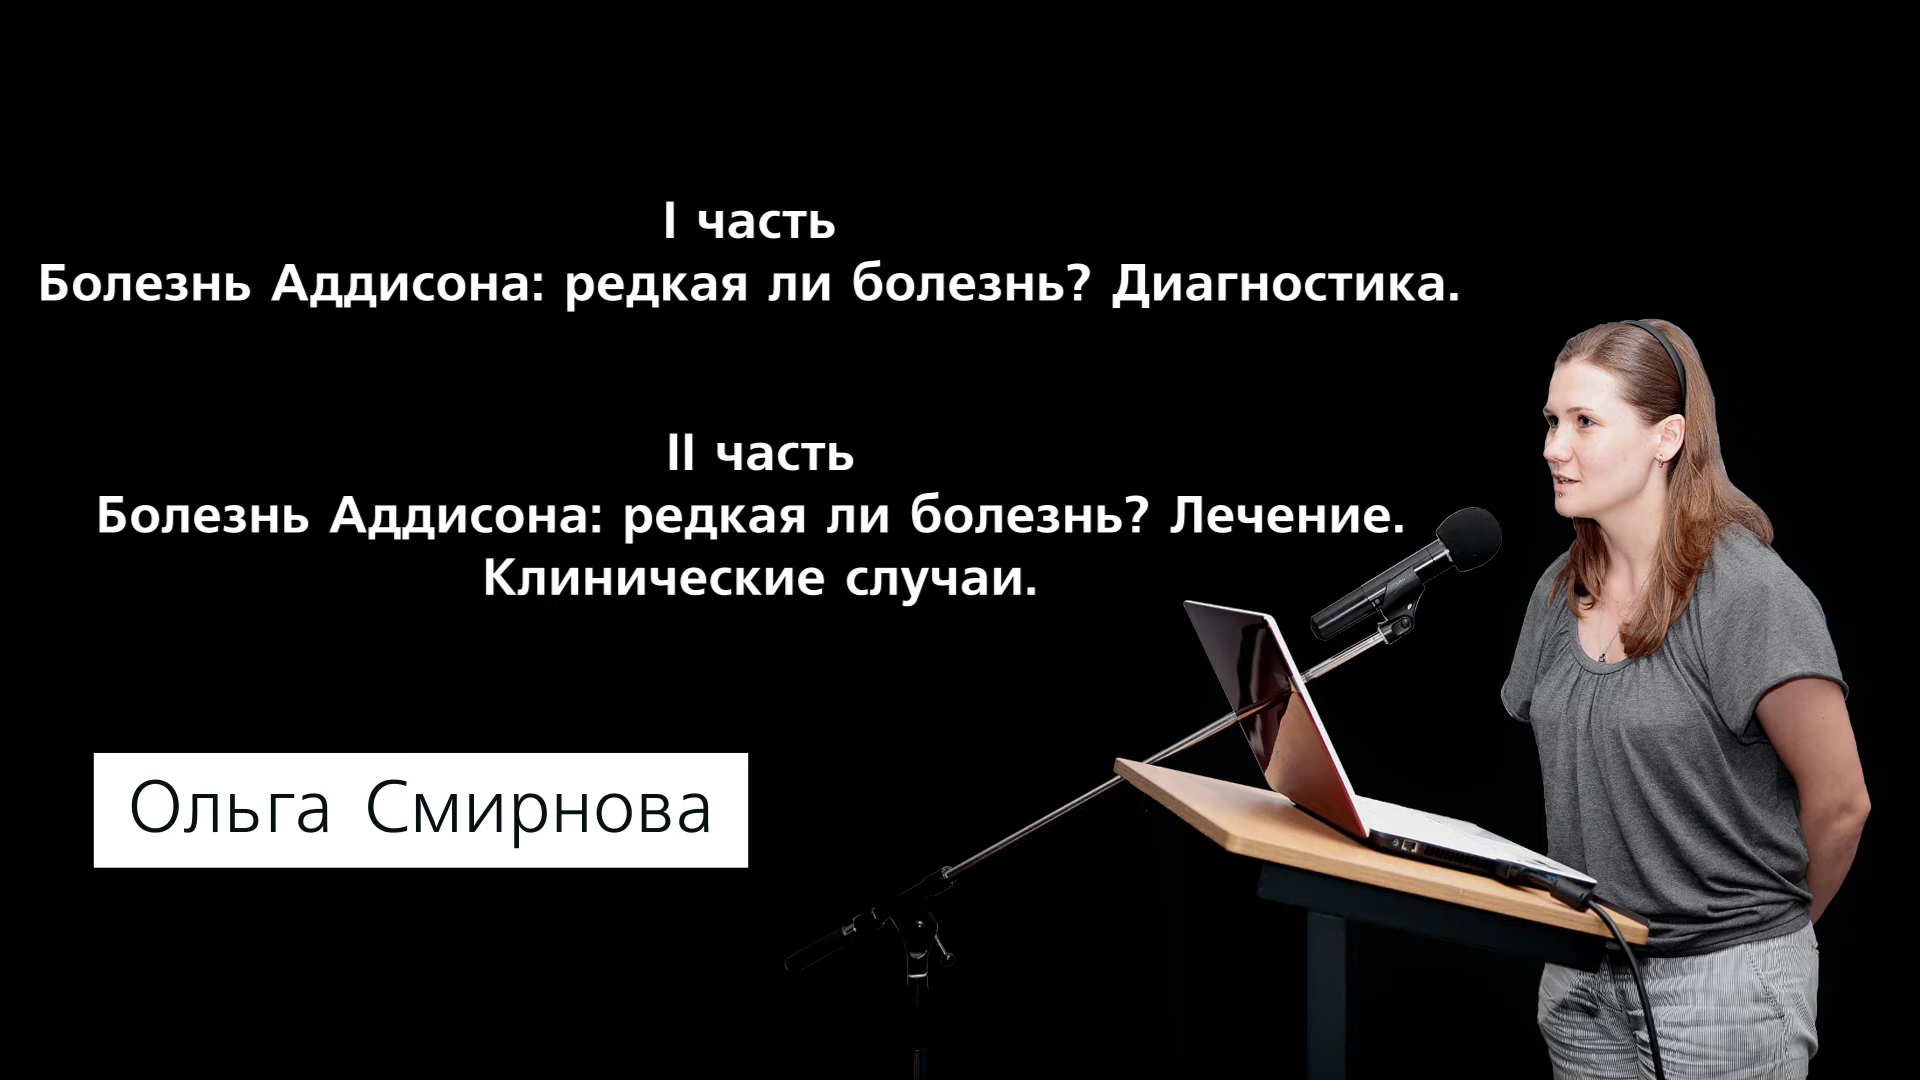 I часть
Болезнь Аддисона: редкая ли болезнь? Диагностика.
II часть
Болезнь Аддисона: редкая ли болезнь? Лечение.
Клинические случаи.
Ольга Смирнова